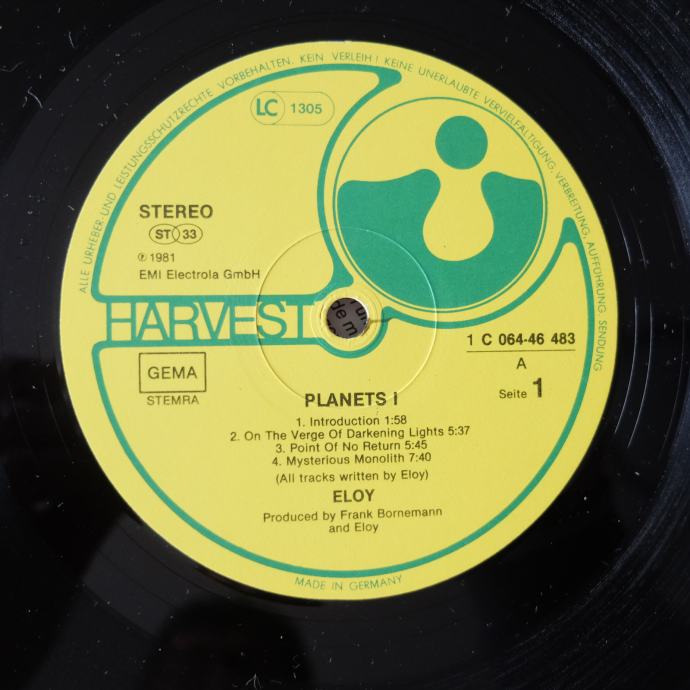 ALLE URHEBER- UND LEISTUNGSSCHUTZRECHTE VORBEHALTEN. KEIN VERLEIH! KEINE UNERLAUBTE VERVIELFÄLTIGUNG, VERBREITUNG, AUFFÜHRUNG, SENDUNG
LC 1305
STEREO
ST 33
℗ 1981
EMI Electrola GmbH
HARVEST
1 C 064-46 483
A
Seite 1
GEMA
STEMRA
PLANETS I
1. Introduction 1:58
2. On The Verge Of Darkening Lights 5:37
3. Point Of No Return 5:45
4. Mysterious Monolith 7:40
(All tracks written by Eloy)
ELOY
Produced by Frank Bornemann
and Eloy
MADE IN GERMANY